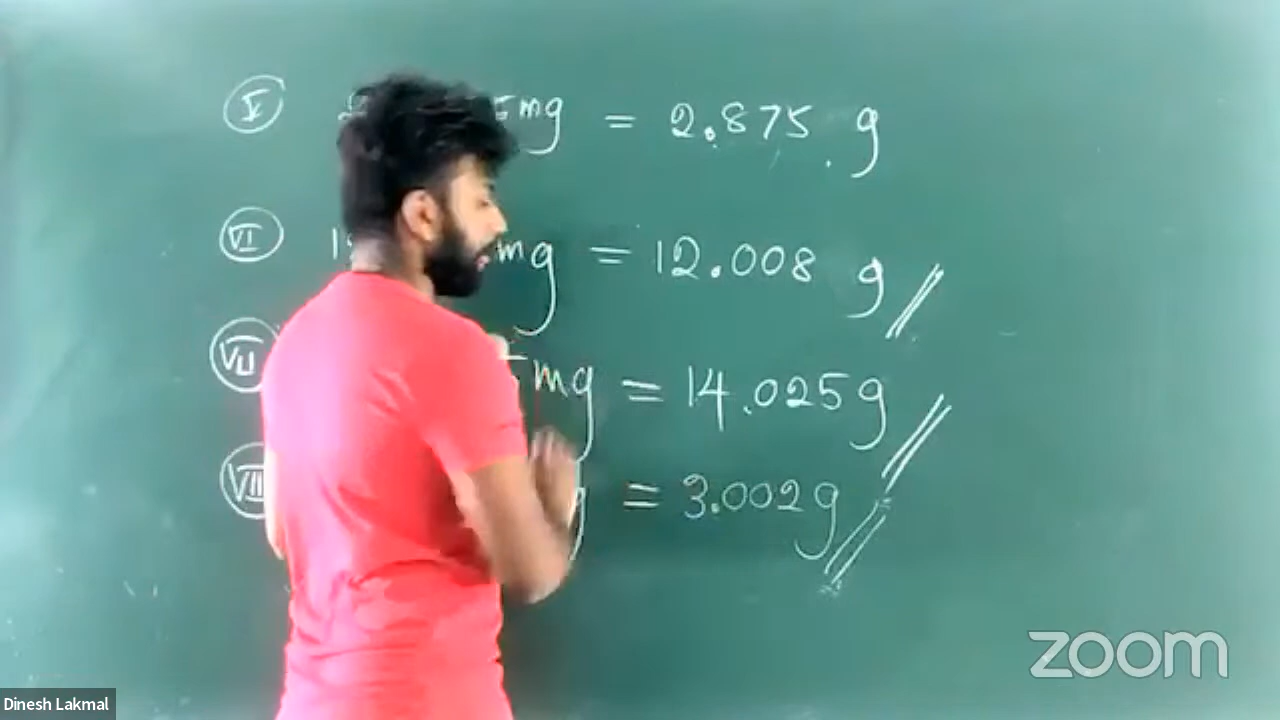 V mg = 2.875 g
VI mg = 12.008 g
VII mg = 14.025g
VIII = 3.002g
zoom
Dinesh Lakmal